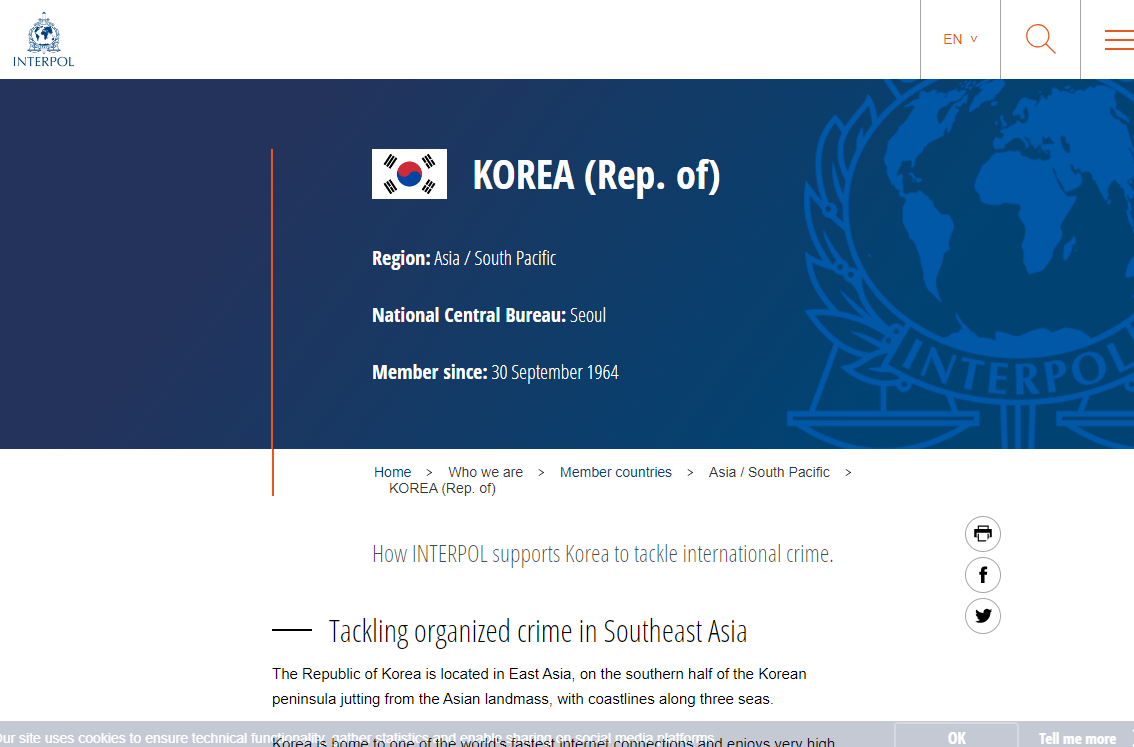 INTERPOL
EN
KOREA (Rep. of)
Region: Asia / South Pacific
National Central Bureau: Seoul
Member since: 30 September 1964
INTERPOL
Home > Who we are > Member countries > Asia / South Pacific >
KOREA (Rep. of)
How INTERPOL supports Korea to tackle international crime.
Tackling organized crime in Southeast Asia
The Republic of Korea is located in East Asia, on the southern half of the Korean
peninsula jutting from the Asian landmass, with coastlines along three seas.
Our site uses cookies to ensure technical functionality, gather statistics and enable sharing on social media platforms.
OK
Tell me more
Korea is home to one of the world's fastest internet connections and enjoys very high